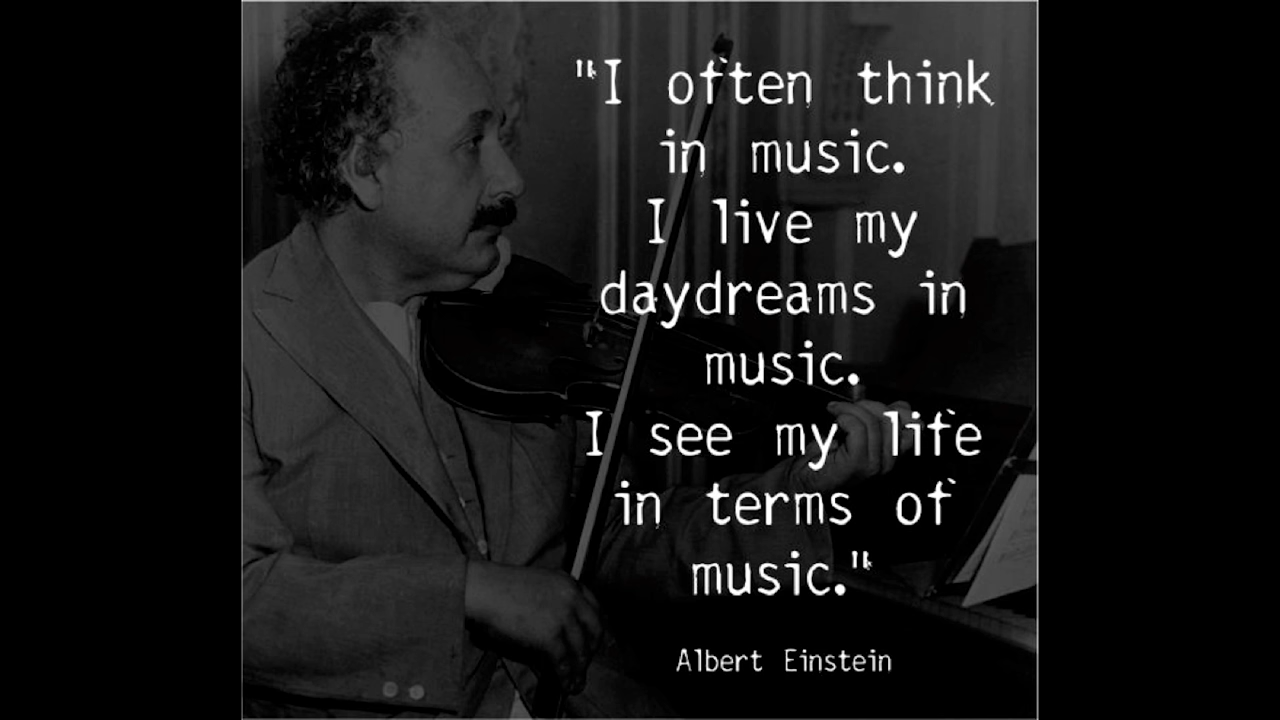 "I often think
in music.
I live my
daydreams in
music.
I see my life
in terms of
music."
Albert Einstein